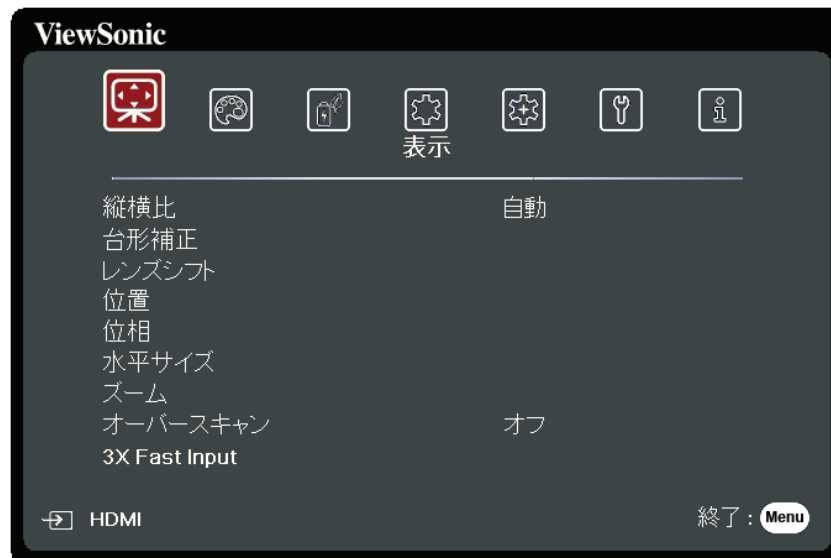 ViewSonic
表示
縦横比 自動
台形補正
レンズシフト
位置
位相
水平サイズ
ズーム
オーバースキャン オフ
3X Fast Input
HDMI 終了：Menu